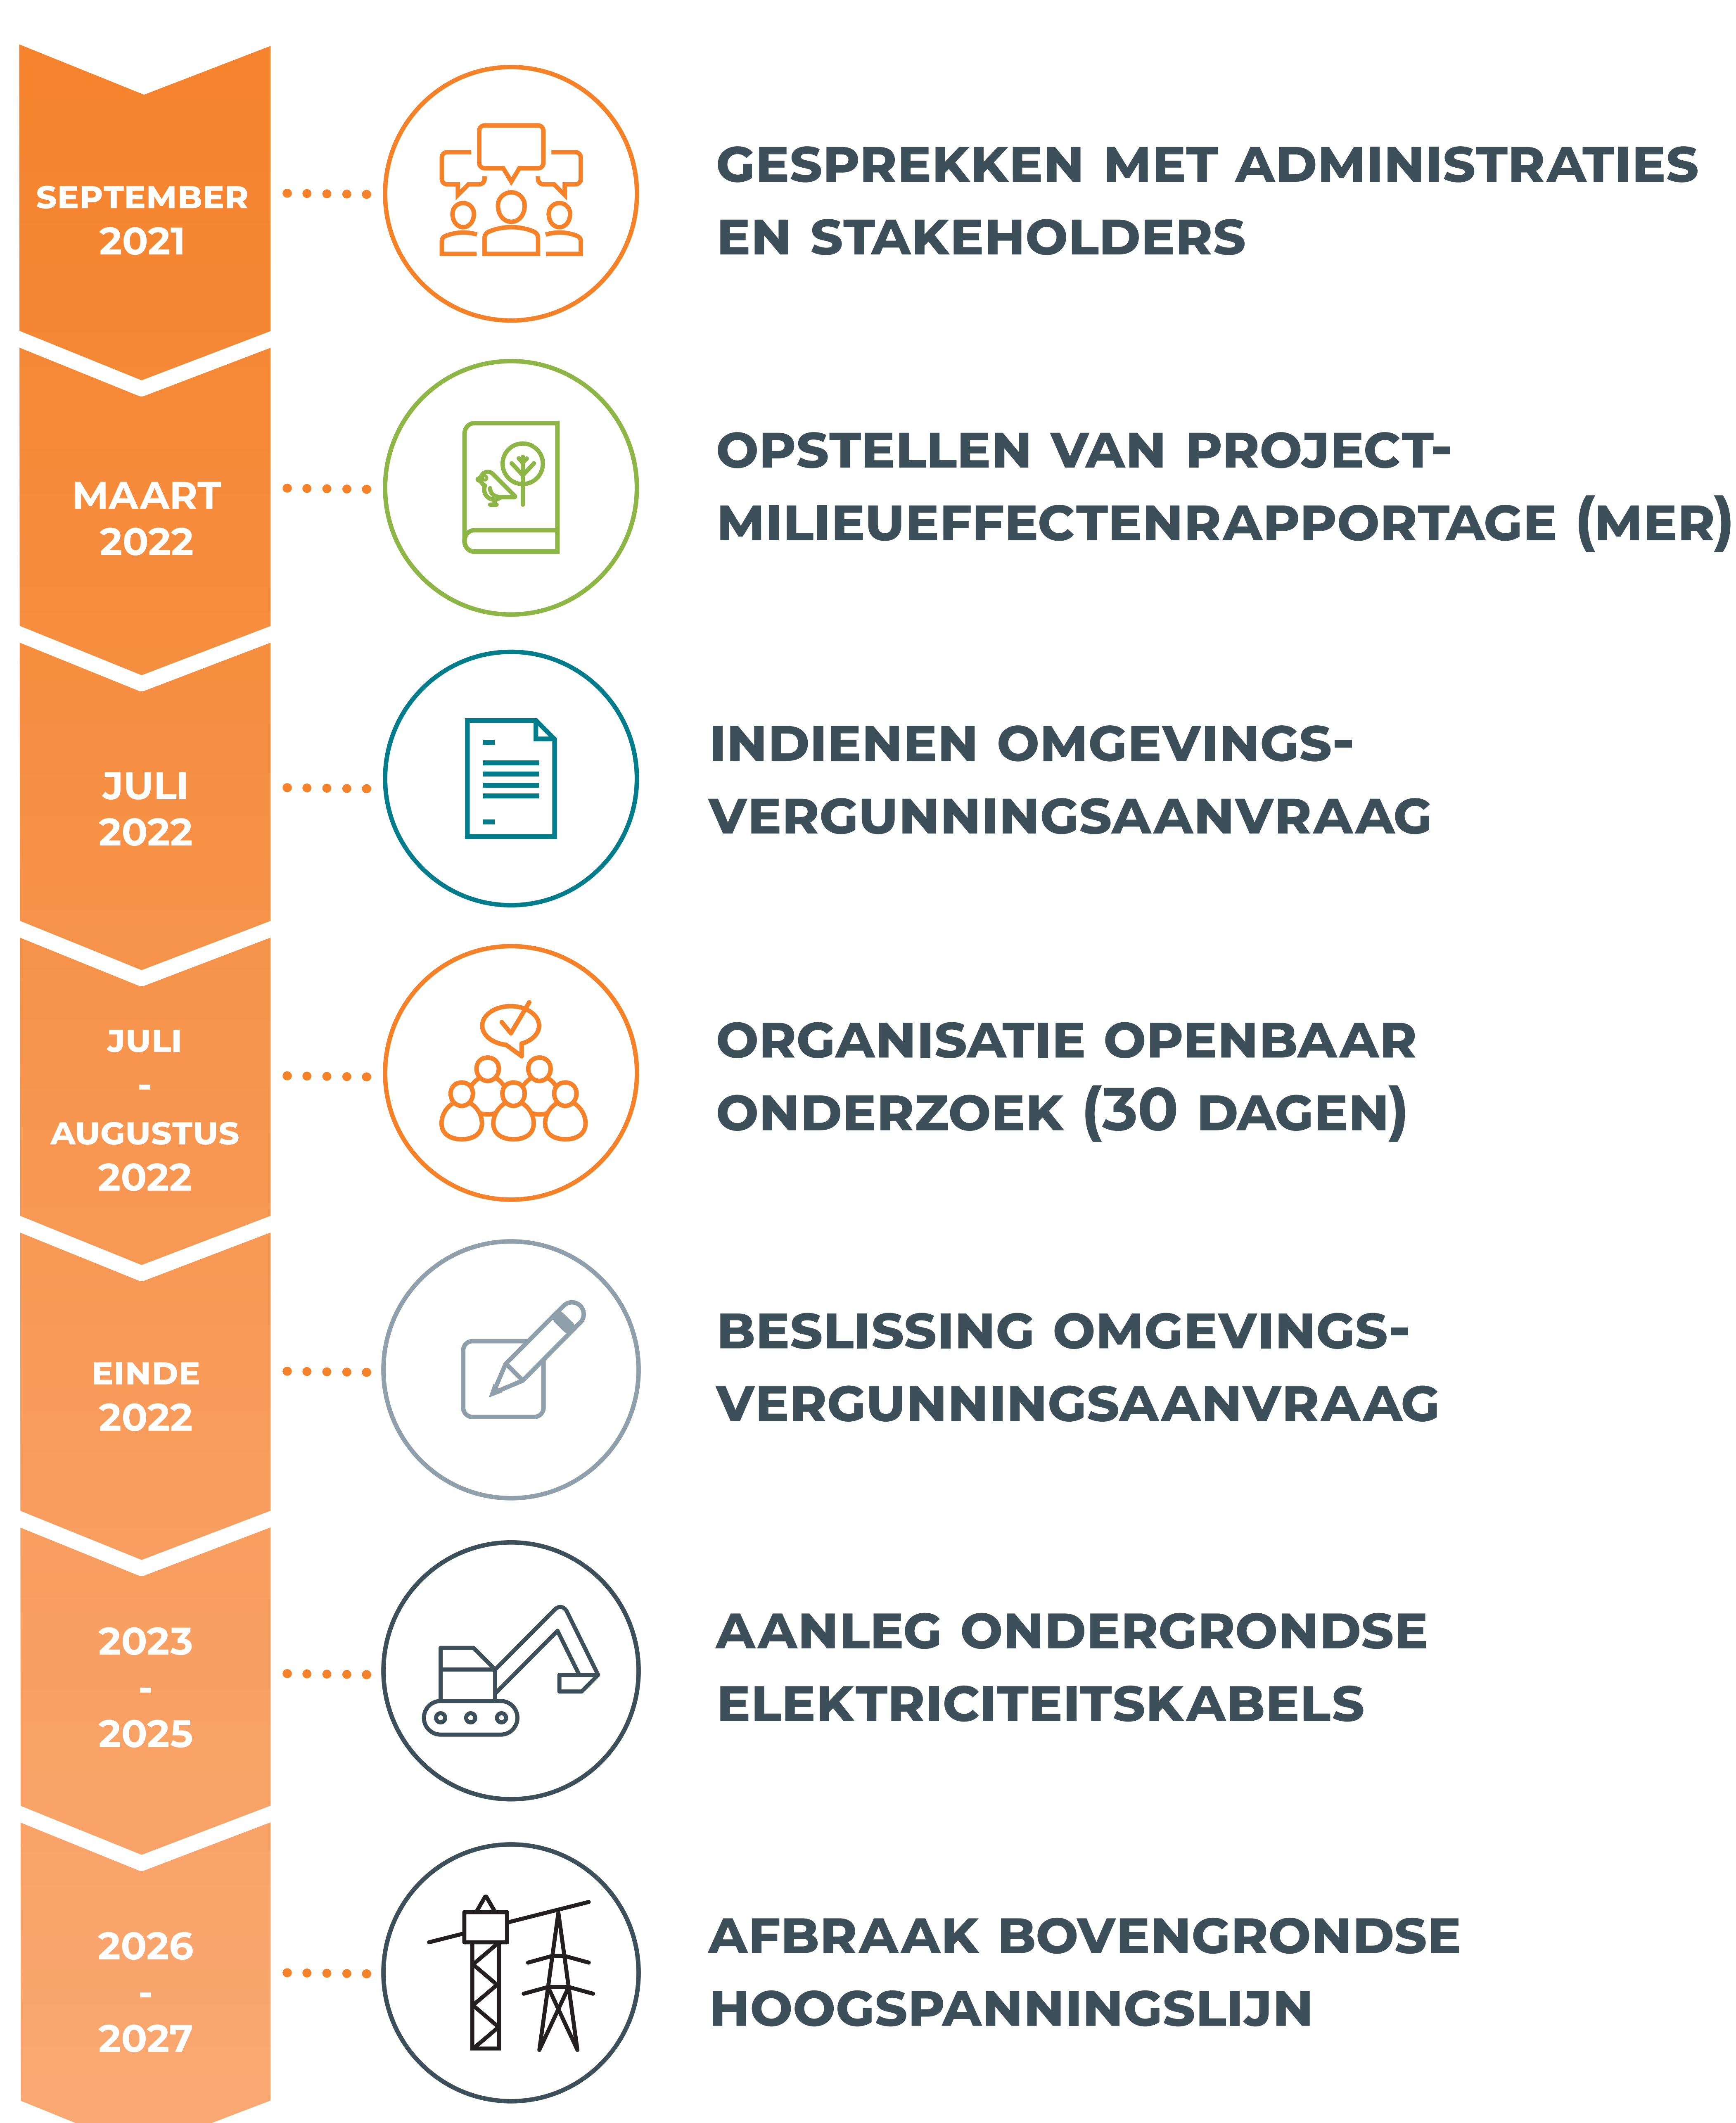 SEPTEMBER
2021
GESPREKKEN MET ADMINISTRATIES
EN STAKEHOLDERS
MAART
2022
OPSTELLEN VAN PROJECT-
MILIEUEFFECTENRAPPORTAGE (MER)
JULI
2022
INDIENEN OMGEVINGS-
VERGUNNINGSAANVRAAG
JULI
-
AUGUSTUS
2022
ORGANISATIE OPENBAAR
ONDERZOEK (30 DAGEN)
EINDE
2022
BESLISSING OMGEVINGS-
VERGUNNINGSAANVRAAG
2023
-
2025
AANLEG ONDERGRONDSE
ELEKTRICITEITSKABELS
2026
-
2027
AFBRAAK BOVENGRONDSE
HOOGSPANNINGSLIJN